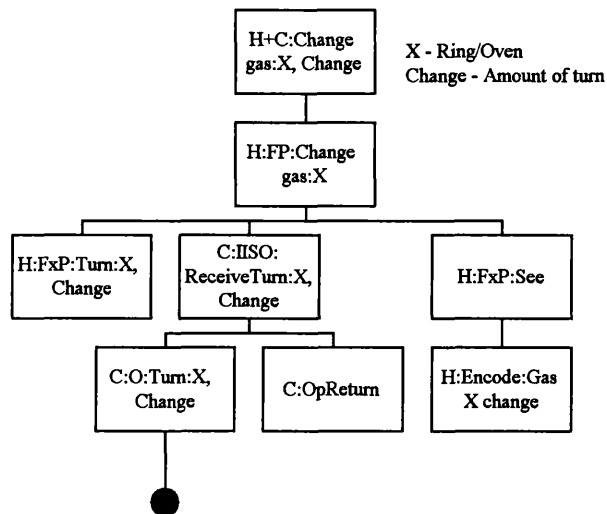 H+C:Change
gas:X, Change
X - Ring/Oven
Change - Amount of turn
H:FP:Change
gas:X
H:FxP:Turn:X,
Change
C:IISO:
ReceiveTurn:X,
Change
H:FxP:See
C:O:Turn:X,
Change
C:OpReturn
H:Encode:Gas
X change